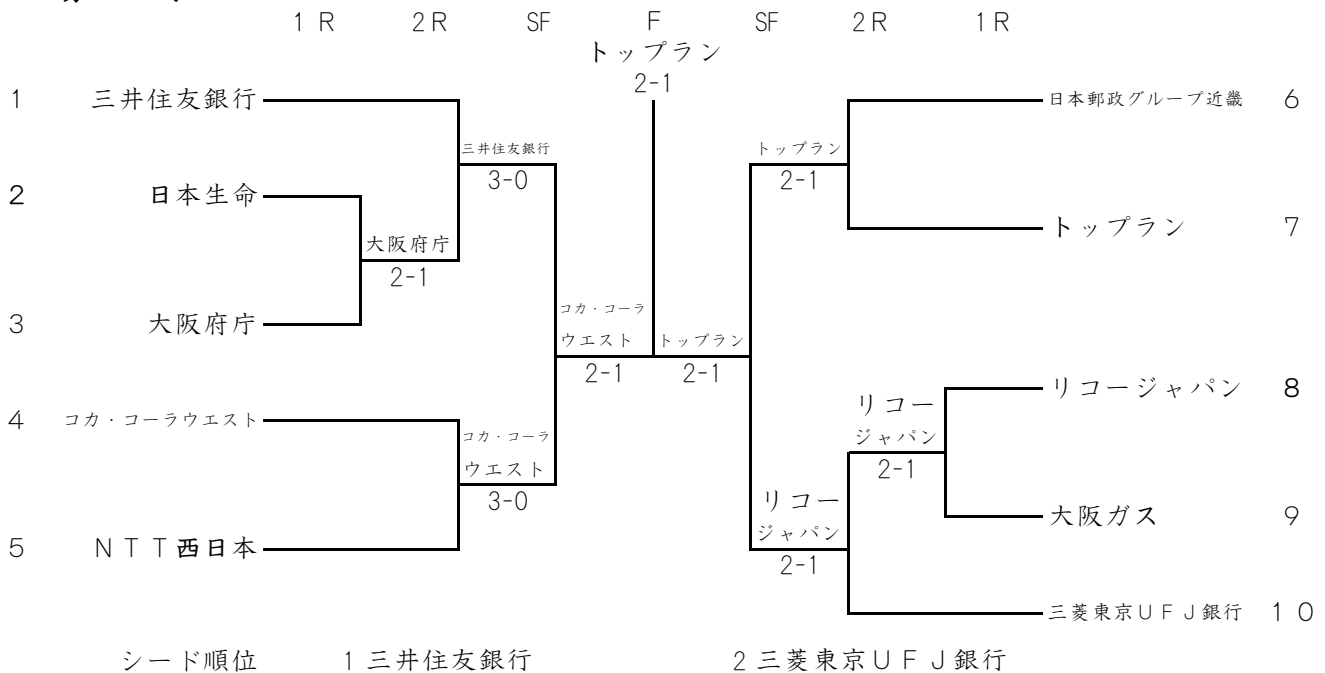 １Ｒ ２Ｒ SF F SF ２Ｒ １Ｒ
トップラン
2-1
1 三井住友銀行
日本郵政グループ近畿 6
三井住友銀行
3-0
トップラン
2-1
2 日本生命
トップラン 7
大阪府庁
2-1
3 大阪府庁
コカ・コーラ
ウエスト
2-1
トップラン
2-1
リコージャパン 8
4 コカ・コーラウエスト
リコー
ジャパン
2-1
コカ・コーラ
ウエスト
3-0
リコー
ジャパン
2-1
大阪ガス 9
5 ＮＴＴ西日本
三菱東京ＵＦＪ銀行 １０
シード順位 1 三井住友銀行 2 三菱東京ＵＦＪ銀行